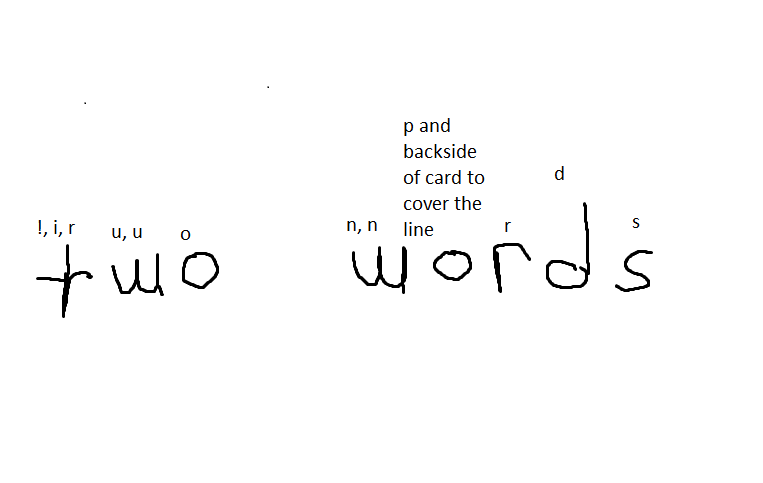 p and
backside
of card to
cover the
line
d
!, i, r
u, u
o
n, n
r
s
two words